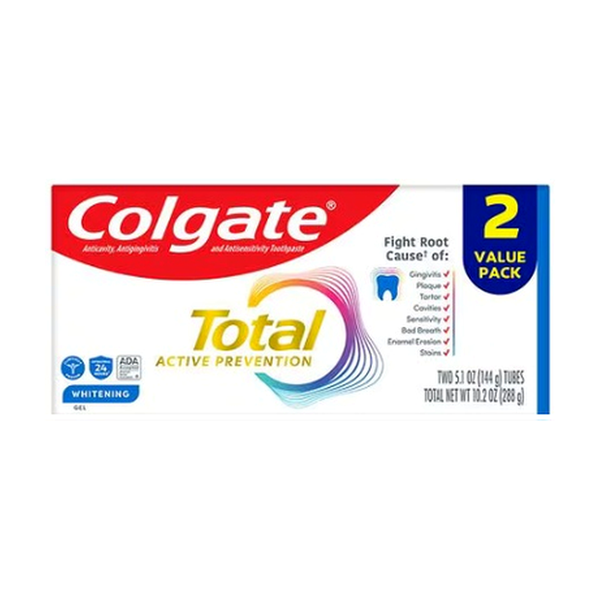 Colgate®
Anticavity, Antigingivitis and Antisensitivity Toothpaste
2
VALUE
PACK
Fight Root
Cause† of:
Gingivitis ✓
Plaque ✓
Tartar ✓
Cavities ✓
Sensitivity ✓
Bad Breath ✓
Enamel Erosion ✓
Stains ✓
Total
ACTIVE PREVENTION
24
ADA
WHITENING
GEL
TWO 5.1 OZ (144 g) TUBES
TOTAL NET WT 10.2 OZ (288 g)